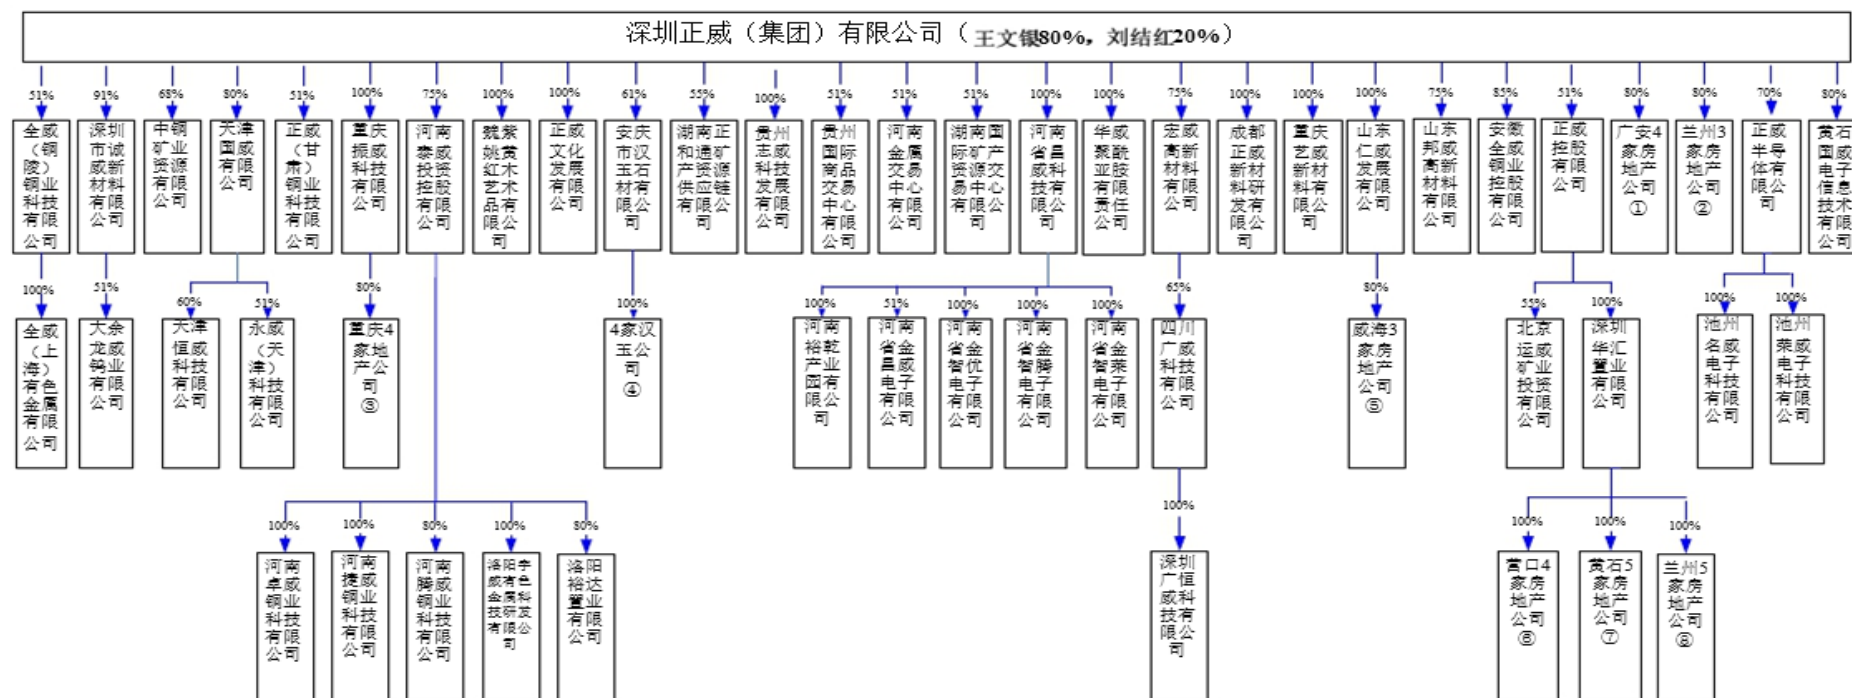 深圳正威（集团）有限公司（王文银80%，刘结红20%）
51%
91%
68%
80%
51%
100%
75%
100%
100%
61%
55%
100%
51%
51%
51%
100%
100%
75%
100%
100%
80%
75%
85%
51%
80%
80%
70%
80%
全威（铜陵）铜业科技有限公司
深圳市诚威新材料有限公司
中铜矿业资源有限公司
天津国威有限公司
正威（甘肃）铜业科技有限公司
重庆振威科技有限公司
河南泰威投资控股有限公司
魏紫姚黄红木艺术品有限公司
正威文化发展有限公司
安庆市汉玉石材有限公司
湖南正和通矿产资源供应链有限公司
贵州志威科技发展有限公司
贵州国际商品交易中心有限公司
河南金属交易中心有限公司
湖南国际矿产资源交易中心有限公司
河南省昌威科技有限公司
华威聚酰亚胺有限责任公司
宏威高新材料有限公司
成都正威新材料研发有限公司
重庆艺威新材料有限公司
山东仁威发展有限公司
山东邦威高新材料有限公司
安徽全威铜业控股有限公司
正威控股有限公司
广安4家房地产公司①
兰州3家房地产公司②
正威半导体有限公司
黄石国威电子信息技术有限公司
100%
51%
60%
51%
80%
100%
100%
51%
100%
100%
100%
65%
80%
55%
100%
100%
100%
全威（上海）有色金属有限公司
大余龙威钨业有限公司
天津恒威科技有限公司
永威（天津）科技有限公司
重庆4家地产公司③
4家汉玉公司④
河南裕乾产业园有限公司
河南省金昌威电子有限公司
河南省金智优电子有限公司
河南省金智腾电子有限公司
河南省金智莱电子有限公司
四川广威科技有限公司
威海3家房地产公司⑤
北京运威矿业投资有限公司
深圳华汇置业有限公司
池州名威电子科技有限公司
池州荣威电子科技有限公司
100%
100%
80%
100%
80%
100%
100%
100%
100%
河南卓威铜业科技有限公司
河南捷威铜业科技有限公司
河南腾威铜业科技有限公司
洛阳宇威有色金属科技研发有限公司
洛阳裕达置业有限公司
深圳广恒威科技有限公司
营口4家房地产公司⑥
黄石5家房地产公司⑦
兰州5家房地产公司⑧